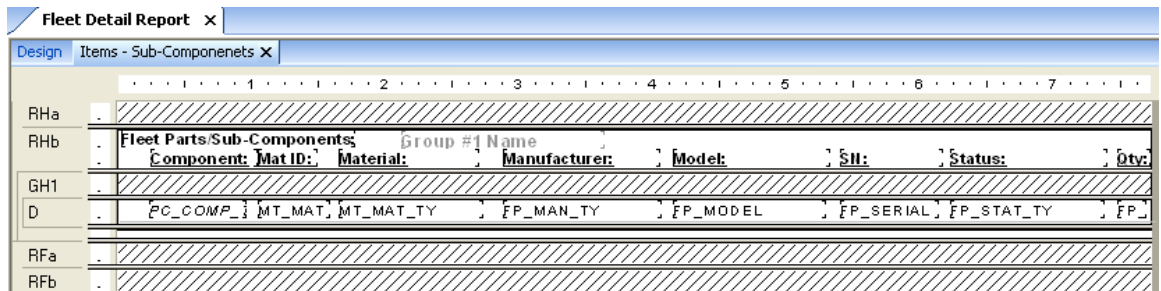 Fleet Detail Report x
Design Items - Sub-Componenets X
1 2 3 4 5 6 7
RHa
RHb Fleet Parts/Sub-Components: Group #1 Name
Component: Mat ID: Material: Manufacturer: Model: SN: Status: Qty:
GH1
D PC_COMP_ MT_MAT MT_MAT_TY FP_MAN_TY FP_MODEL FP_SERIAL FP_STAT_TY FP
RFa
RFb